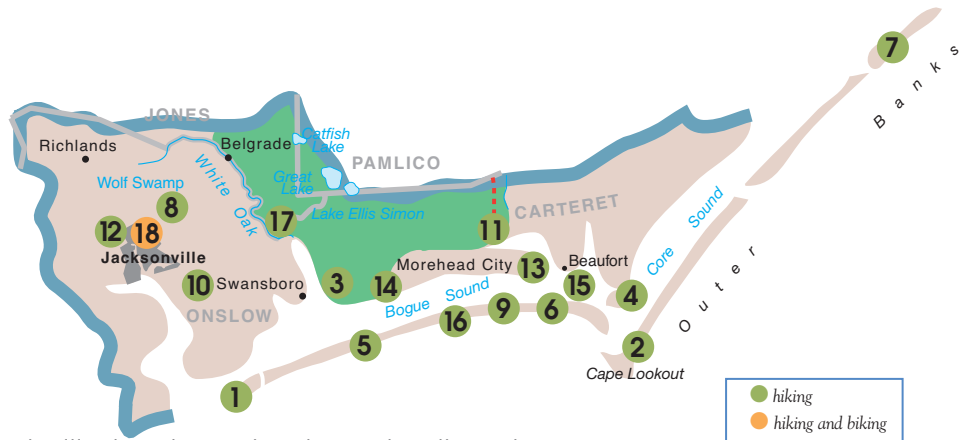 7
Banks
JONES
Richlands
Belgrade
Catfish
Lake
PAMLICO
Wolf Swamp
White Oak
Great
Lake
Lake Ellis Simon
CARTERET
8
12
18
17
11
Jacksonville
Core Sound
Outer
10
Swansboro
3
14
Morehead City
13
Beaufort
15
4
ONSLOW
Bogue Sound
16
9
6
5
2
Cape Lookout
1
hiking
hiking and biking